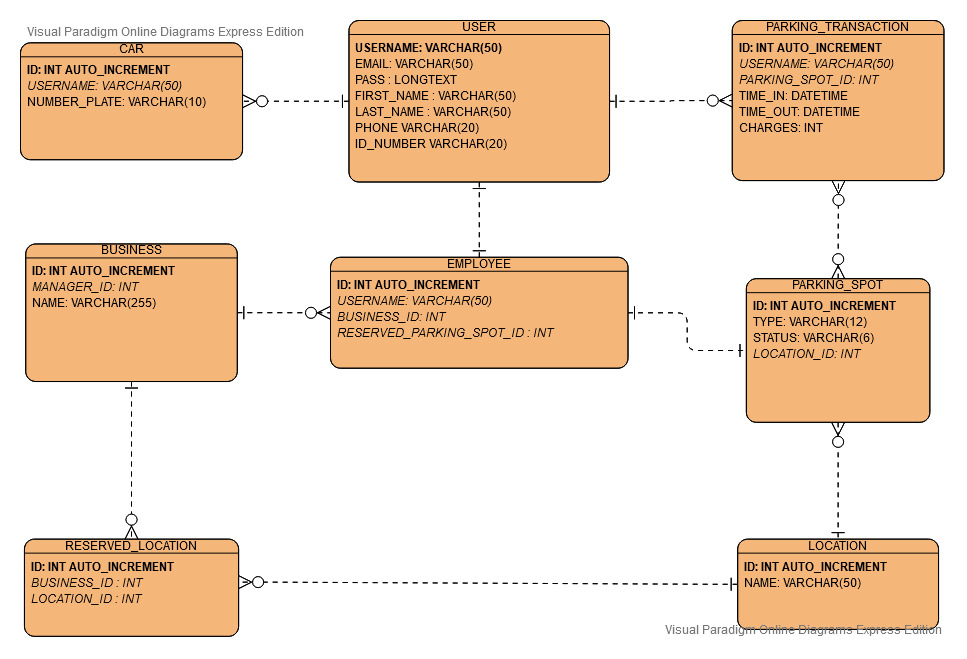 Visual Paradigm Online Diagrams Express Edition
CAR
ID: INT AUTO_INCREMENT
USERNAME: VARCHAR(50)
NUMBER_PLATE: VARCHAR(10)
USER
USERNAME: VARCHAR(50)
EMAIL: VARCHAR(50)
PASS : LONGTEXT
FIRST_NAME : VARCHAR(50)
LAST_NAME : VARCHAR(50)
PHONE VARCHAR(20)
ID_NUMBER VARCHAR(20)
PARKING_TRANSACTION
ID: INT AUTO_INCREMENT
USERNAME: VARCHAR(50)
PARKING_SPOT_ID: INT
TIME_IN: DATETIME
TIME_OUT: DATETIME
CHARGES: INT
BUSINESS
ID: INT AUTO_INCREMENT
MANAGER_ID: INT
NAME: VARCHAR(255)
EMPLOYEE
ID: INT AUTO_INCREMENT
USERNAME: VARCHAR(50)
BUSINESS_ID: INT
RESERVED_PARKING_SPOT_ID : INT
PARKING_SPOT
ID: INT AUTO_INCREMENT
TYPE: VARCHAR(12)
STATUS: VARCHAR(6)
LOCATION_ID: INT
RESERVED_LOCATION
ID: INT AUTO_INCREMENT
BUSINESS_ID : INT
LOCATION_ID : INT
LOCATION
ID: INT AUTO_INCREMENT
NAME: VARCHAR(50)
Visual Paradigm Online Diagrams Express Edition